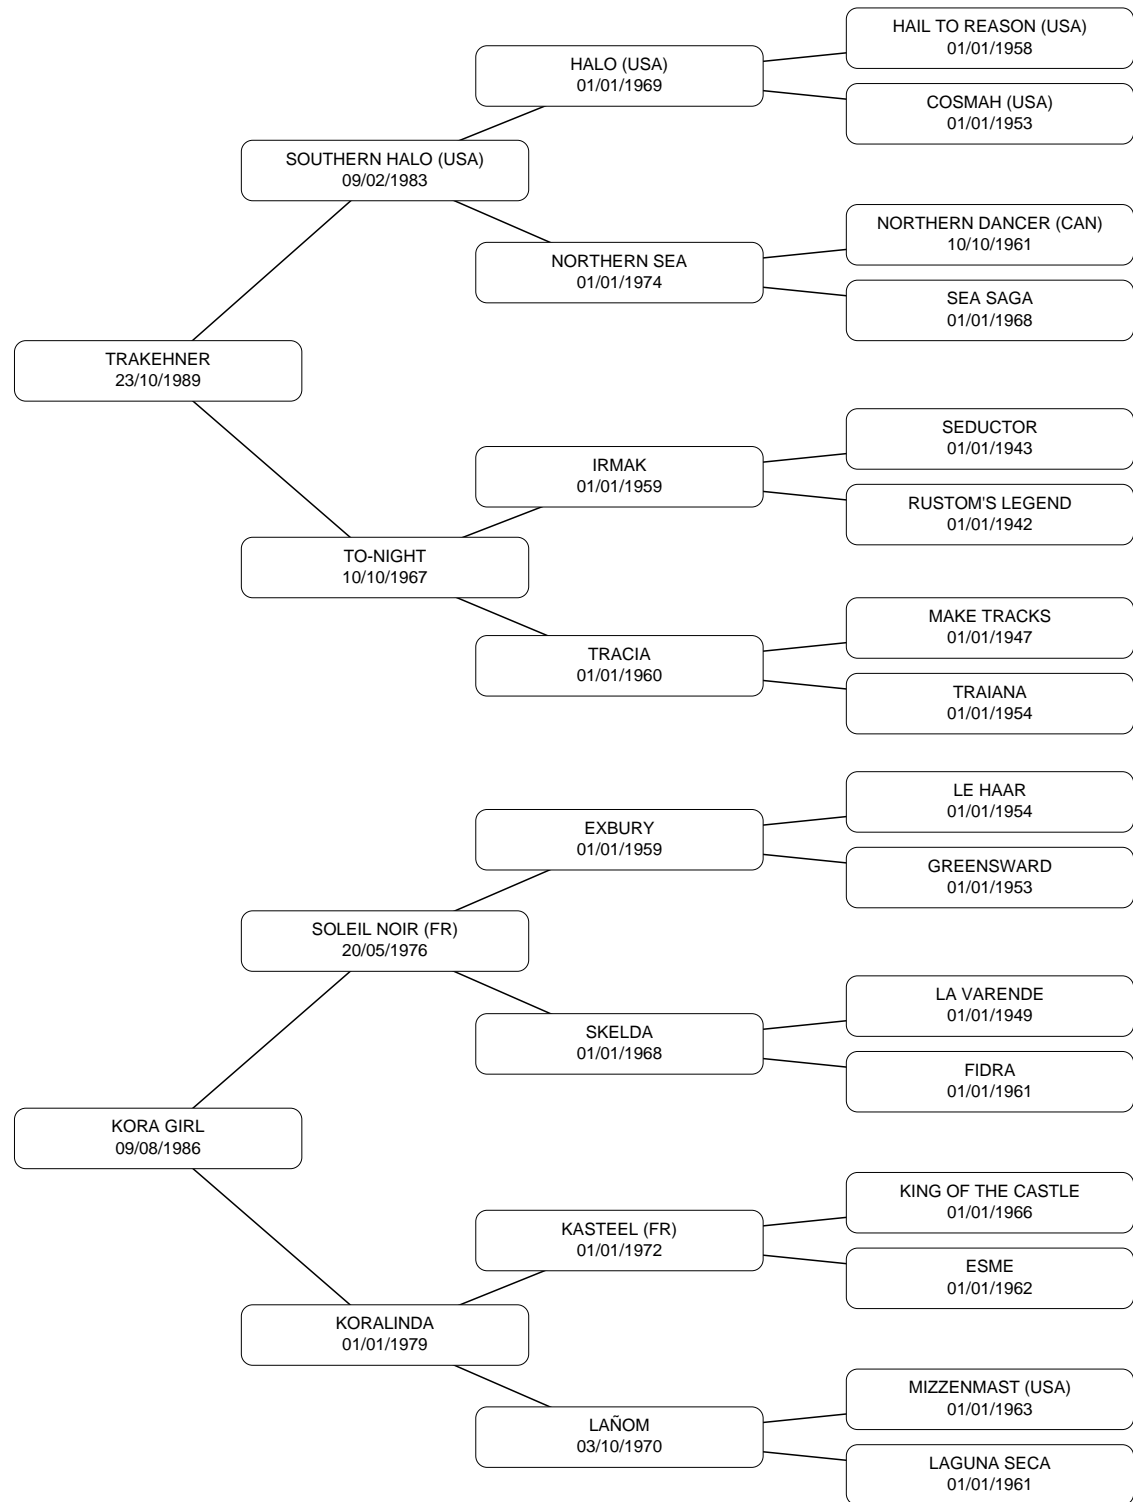 HAIL TO REASON (USA)
01/01/1958
HALO (USA)
01/01/1969
COSMAH (USA)
01/01/1953
SOUTHERN HALO (USA)
09/02/1983
NORTHERN DANCER (CAN)
10/10/1961
NORTHERN SEA
01/01/1974
SEA SAGA
01/01/1968
TRAKEHNER
23/10/1989
SEDUCTOR
01/01/1943
IRMAK
01/01/1959
RUSTOM'S LEGEND
01/01/1942
TO-NIGHT
10/10/1967
MAKE TRACKS
01/01/1947
TRACIA
01/01/1960
TRAIANA
01/01/1954
LE HAAR
01/01/1954
EXBURY
01/01/1959
GREENSWARD
01/01/1953
SOLEIL NOIR (FR)
20/05/1976
LA VARENDE
01/01/1949
SKELDA
01/01/1968
FIDRA
01/01/1961
KORA GIRL
09/08/1986
KING OF THE CASTLE
01/01/1966
KASTEEL (FR)
01/01/1972
ESME
01/01/1962
KORALINDA
01/01/1979
MIZZENMAST (USA)
01/01/1963
LAÑOM
03/10/1970
LAGUNA SECA
01/01/1961